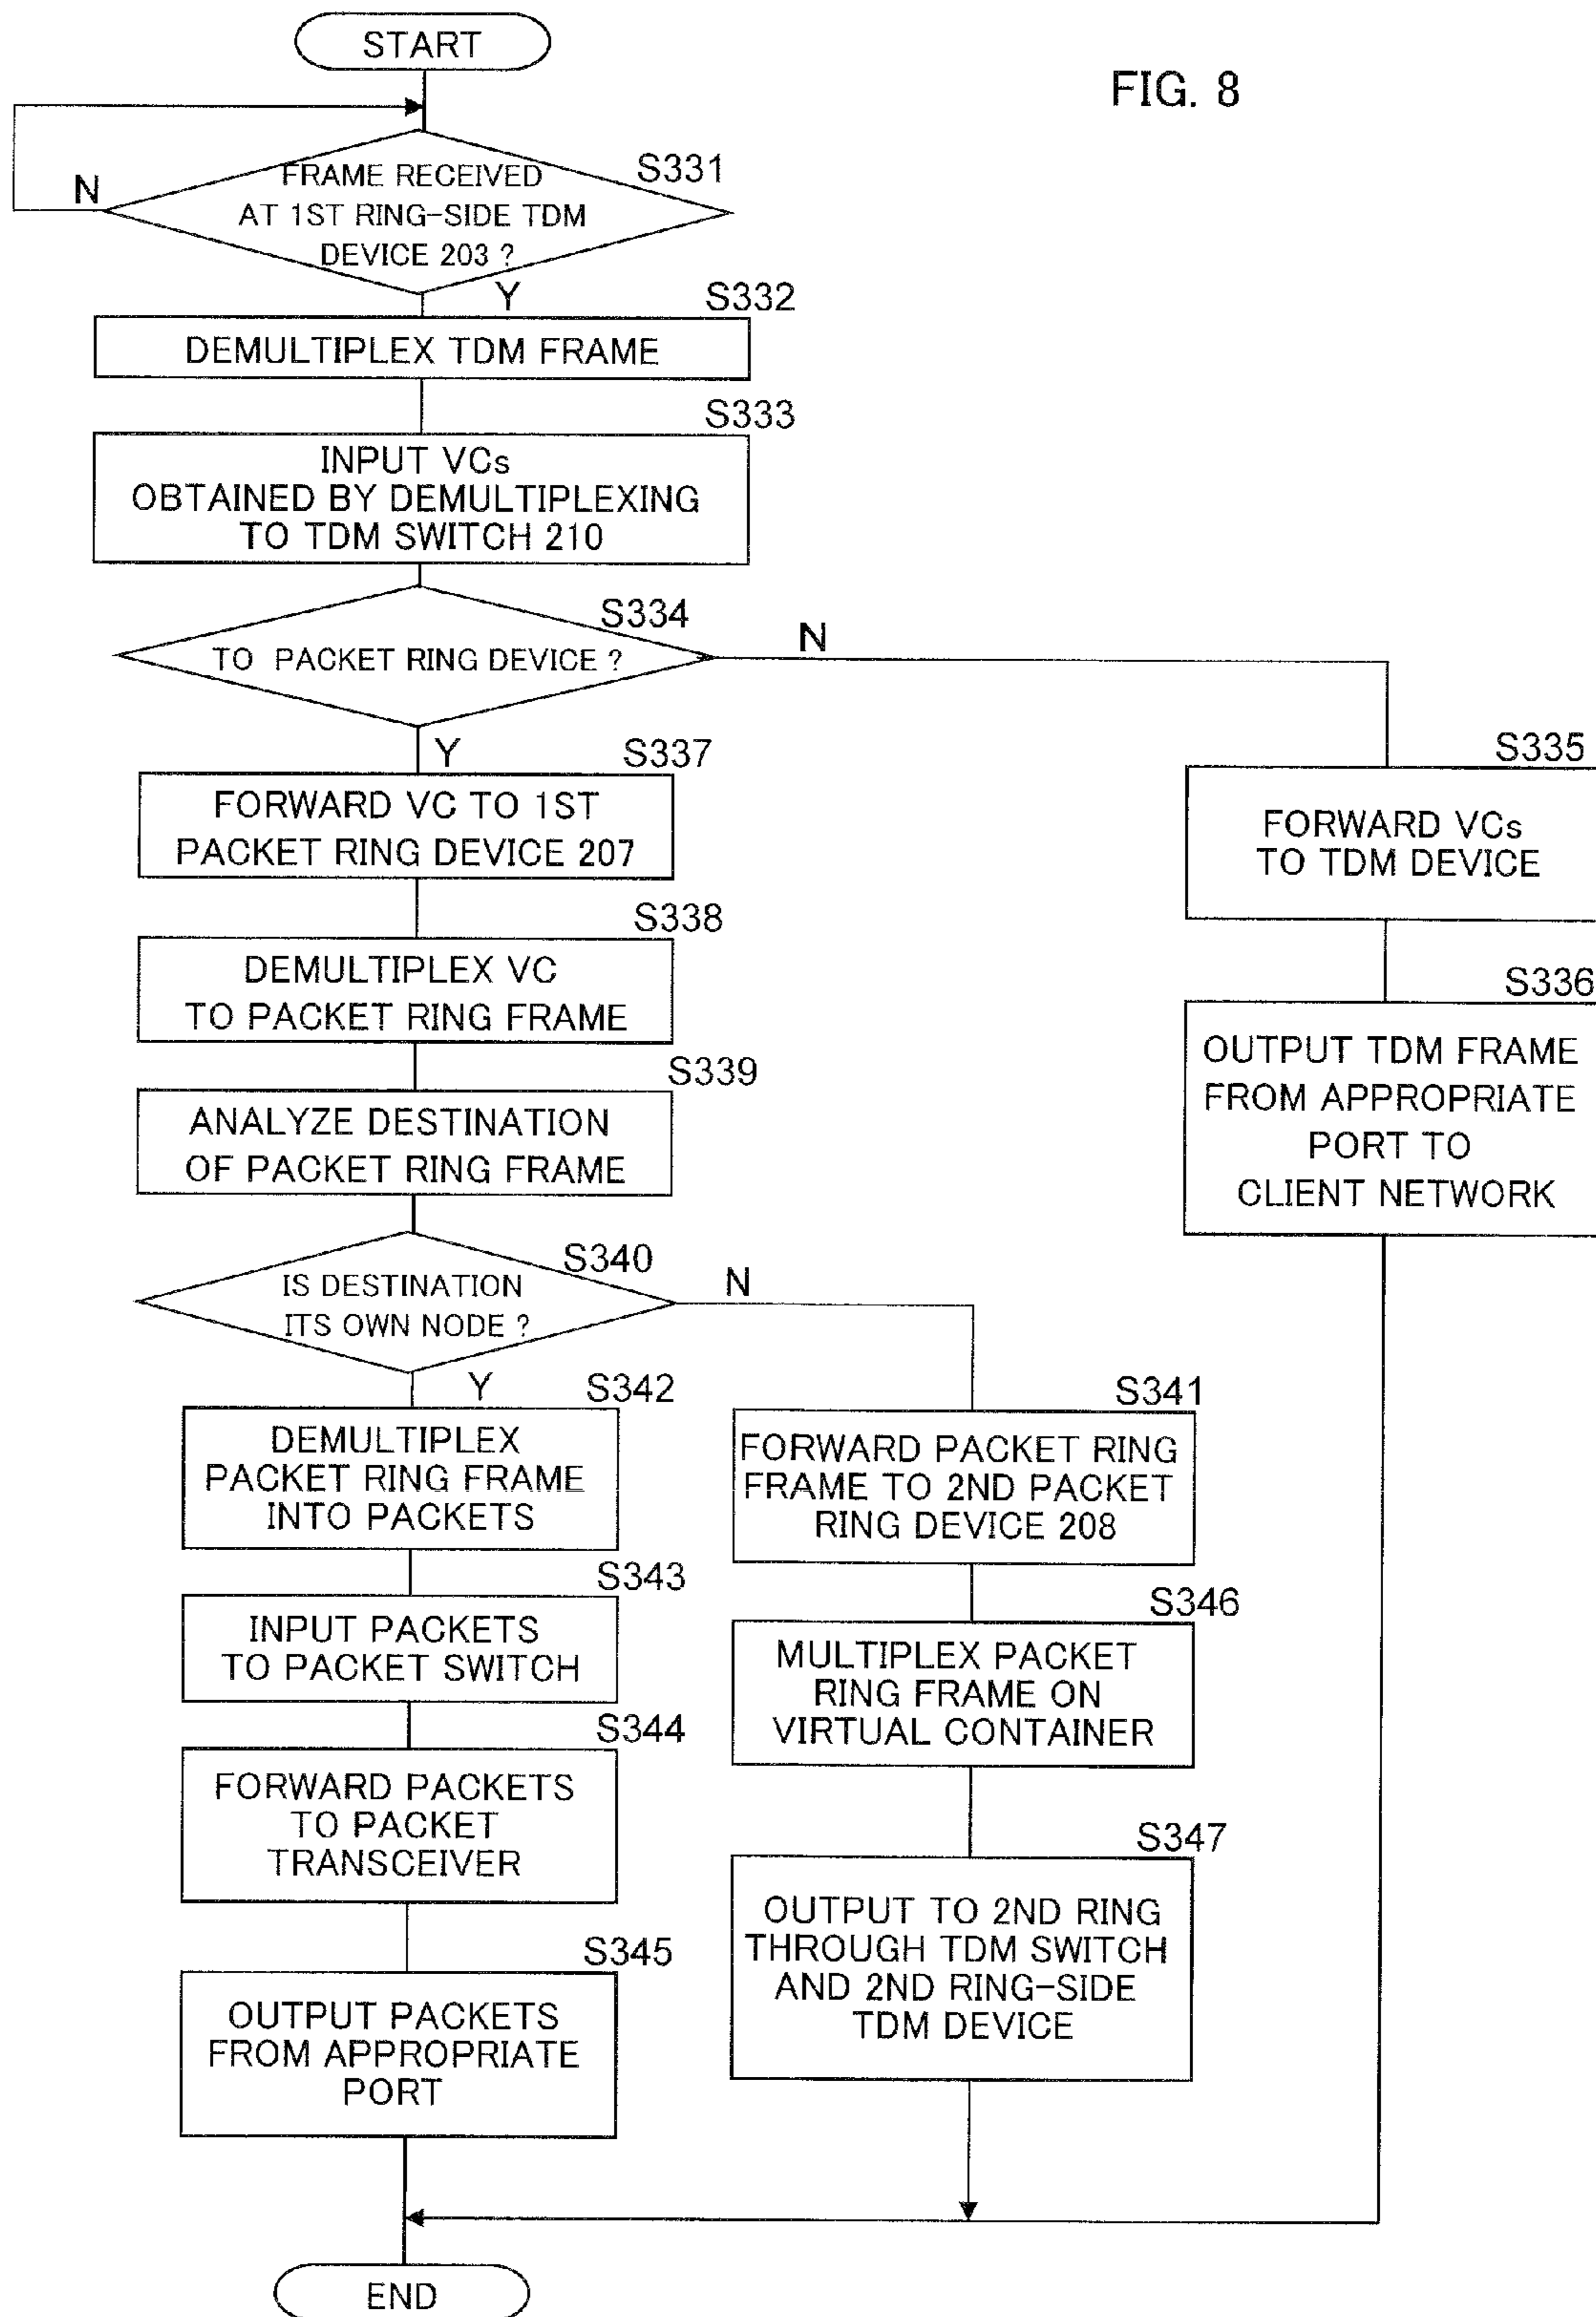 START
FIG. 8
S331
FRAME RECEIVED
AT 1ST RING-SIDE TDM
DEVICE 203 ?
N
Y
S332
DEMULTIPLEX TDM FRAME
S333
INPUT VCs
OBTAINED BY DEMULTIPLEXING
TO TDM SWITCH 210
S334
TO PACKET RING DEVICE ?
N
Y
S337
FORWARD VC TO 1ST
PACKET RING DEVICE 207
S335
FORWARD VCs
TO TDM DEVICE
S338
DEMULTIPLEX VC
TO PACKET RING FRAME
S336
OUTPUT TDM FRAME
FROM APPROPRIATE
PORT TO
CLIENT NETWORK
S339
ANALYZE DESTINATION
OF PACKET RING FRAME
S340
IS DESTINATION
ITS OWN NODE ?
N
Y
S342
DEMULTIPLEX
PACKET RING FRAME
INTO PACKETS
S341
FORWARD PACKET RING
FRAME TO 2ND PACKET
RING DEVICE 208
S343
INPUT PACKETS
TO PACKET SWITCH
S346
MULTIPLEX PACKET
RING FRAME ON
VIRTUAL CONTAINER
S344
FORWARD PACKETS
TO PACKET
TRANSCEIVER
S347
OUTPUT TO 2ND RING
THROUGH TDM SWITCH
AND 2ND RING-SIDE
TDM DEVICE
S345
OUTPUT PACKETS
FROM APPROPRIATE
PORT
END